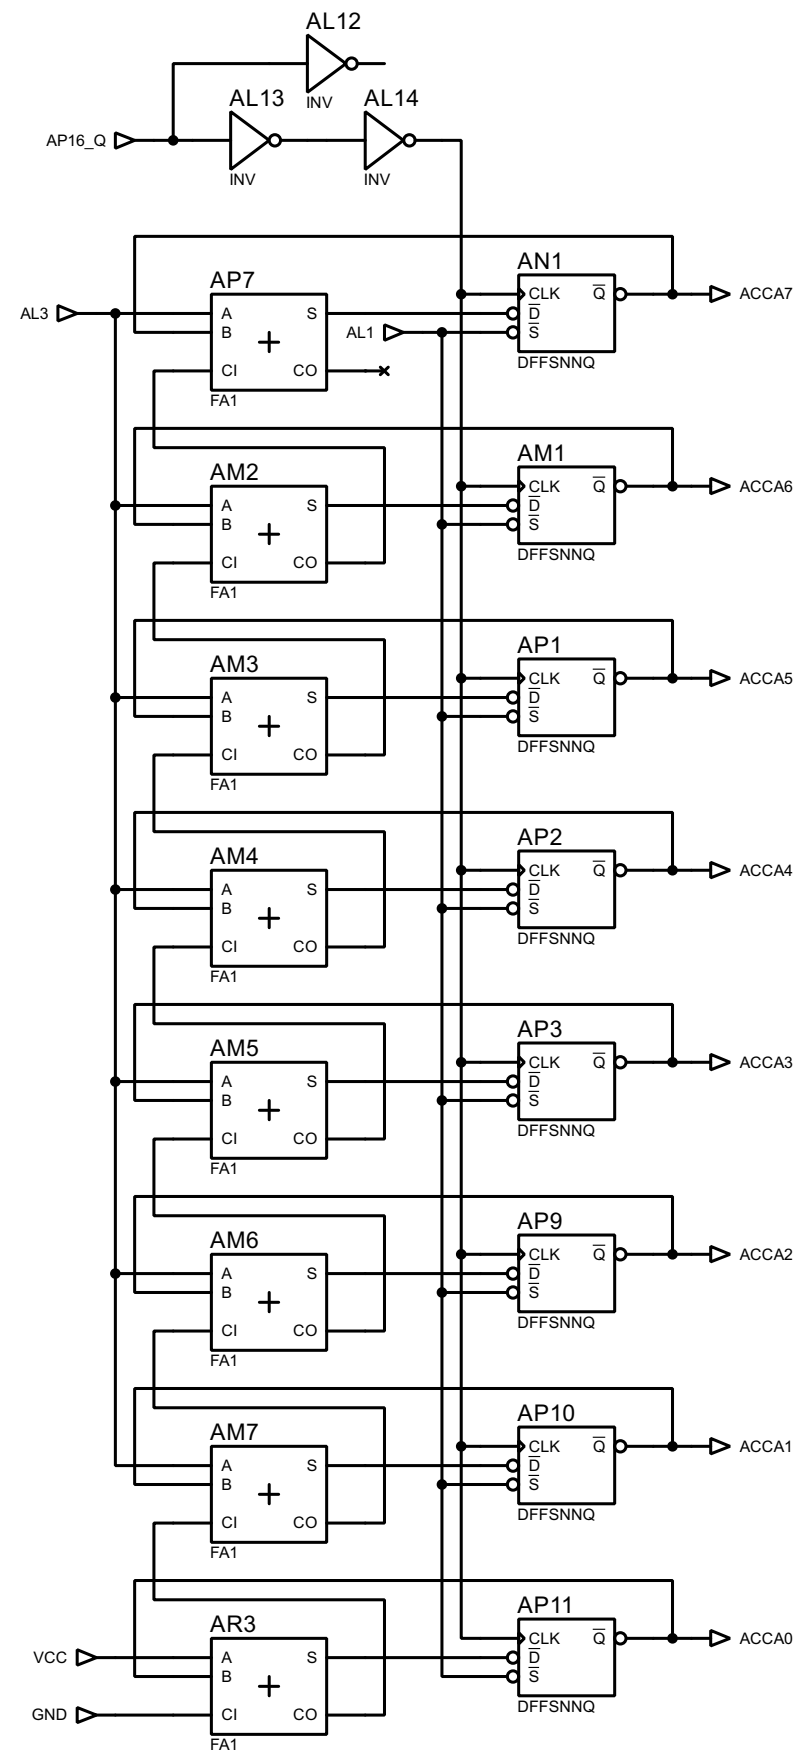 AL12
INV
AL13
AL14
AP16_Q
INV
INV
AN1
AP7
CLK Q̅ ACCA7
AL3
A S
D̅
B
AL1
S̅
+
DFFSNNQ
CI CO
FA1
AM1
AM2
CLK Q̅ ACCA6
A S
D̅
B
S̅
+
DFFSNNQ
CI CO
FA1
AP1
AM3
CLK Q̅ ACCA5
A S
D̅
B
S̅
+
DFFSNNQ
CI CO
FA1
AP2
AM4
CLK Q̅ ACCA4
A S
D̅
B
S̅
+
DFFSNNQ
CI CO
FA1
AP3
AM5
CLK Q̅ ACCA3
A S
D̅
B
S̅
+
DFFSNNQ
CI CO
FA1
AP9
AM6
CLK Q̅ ACCA2
A S
D̅
B
S̅
+
DFFSNNQ
CI CO
FA1
AP10
AM7
CLK Q̅ ACCA1
A S
D̅
B
S̅
+
DFFSNNQ
CI CO
FA1
AP11
AR3
CLK Q̅ ACCA0
VCC
A S
D̅
B
S̅
+
DFFSNNQ
GND
CI CO
FA1